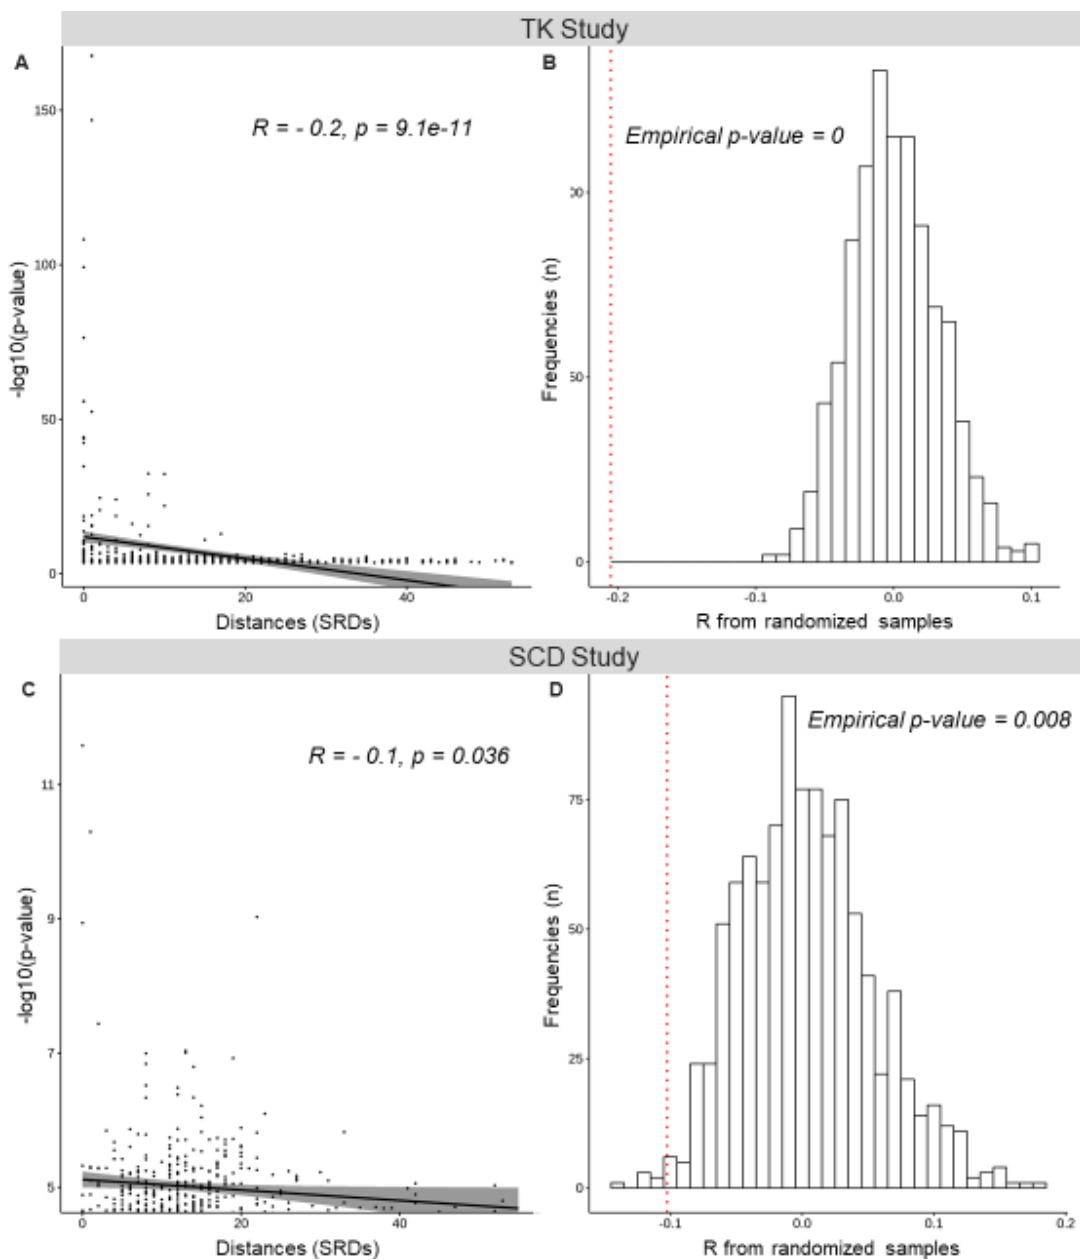 TK Study
A
B
R = - 0.2, p = 9.1e-11
Empirical p-value = 0
-log10(p-value)
150
100
50
0
0
20
40
Distances (SRDs)
Frequencies (n)
00
50
0
-0.2
-0.1
0.0
0.1
R from randomized samples
SCD Study
C
D
R = - 0.1, p = 0.036
Empirical p-value = 0.008
-log10(p-value)
11
9
7
5
0
20
40
Distances (SRDs)
Frequencies (n)
75
50
25
0
-0.1
0.0
0.1
0.2
R from randomized samples